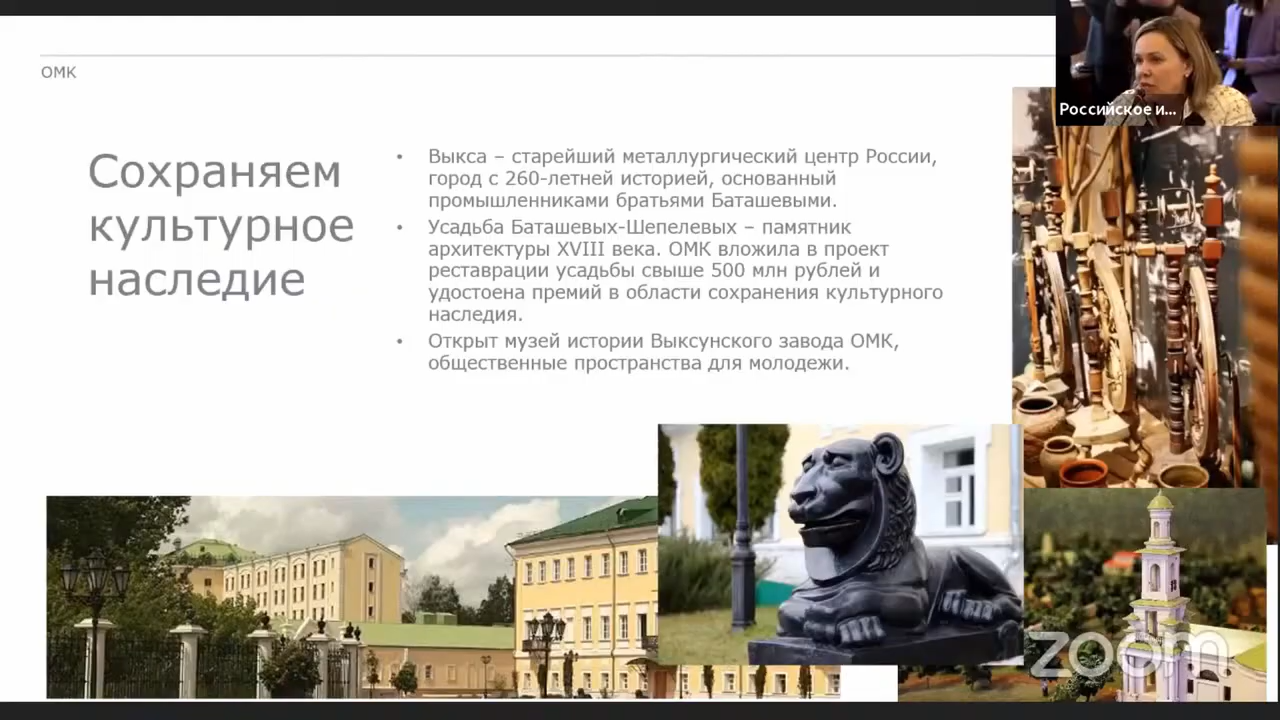 ОМК
Российское и...
Сохраняем
культурное
наследие
• Выкса – старейший металлургический центр России,
город с 260-летней историей, основанный
промышленниками братьями Баташевыми.
• Усадьба Баташевых-Шепелевых – памятник
архитектуры XVIII века. ОМК вложила в проект
реставрации усадьбы свыше 500 млн рублей и
удостоена премий в области сохранения культурного
наследия.
• Открыт музей истории Выксунского завода ОМК,
общественные пространства для молодежи.
zoom